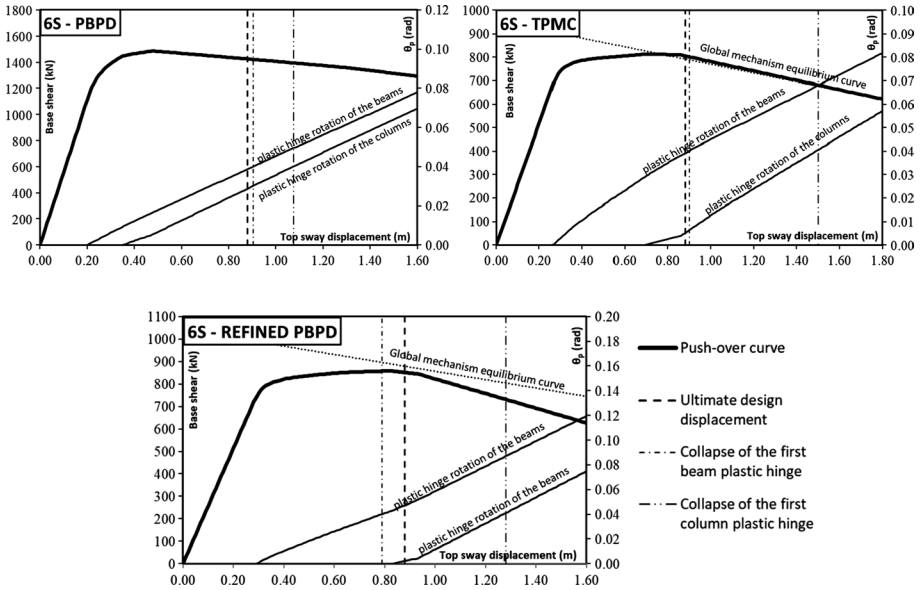 6S - PBPD
1800
1600
1400
1200
1000
800
600
400
200
0
Base shear (kN)
0.12
0.10
0.08
0.06
0.04
0.02
0.00
θp (rad)
plastic hinge rotation of the beams
plastic hinge rotation of the columns
Top sway displacement (m)
0.00 0.20 0.40 0.60 0.80 1.00 1.20 1.40 1.60
6S - TPMC
1000
900
800
700
600
500
400
300
200
100
0
Base shear (kN)
0.10
0.09
0.08
0.07
0.06
0.05
0.04
0.03
0.02
0.01
0.00
θp (rad)
Global mechanism equilibrium curve
plastic hinge rotation of the beams
plastic hinge rotation of the columns
Top sway displacement (m)
0.00 0.20 0.40 0.60 0.80 1.00 1.20 1.40 1.60 1.80
6S - REFINED PBPD
1100
1000
900
800
700
600
500
400
300
200
100
0
Base shear (kN)
0.20
0.18
0.16
0.14
0.12
0.10
0.08
0.06
0.04
0.02
0.00
θp (rad)
Global mechanism equilibrium curve
plastic hinge rotation of the beams
plastic hinge rotation of the beams
Top sway displacement (m)
0.00 0.20 0.40 0.60 0.80 1.00 1.20 1.40 1.60
Push-over curve
Ultimate design
displacement
Collapse of the first
beam plastic hinge
Collapse of the first
column plastic hinge